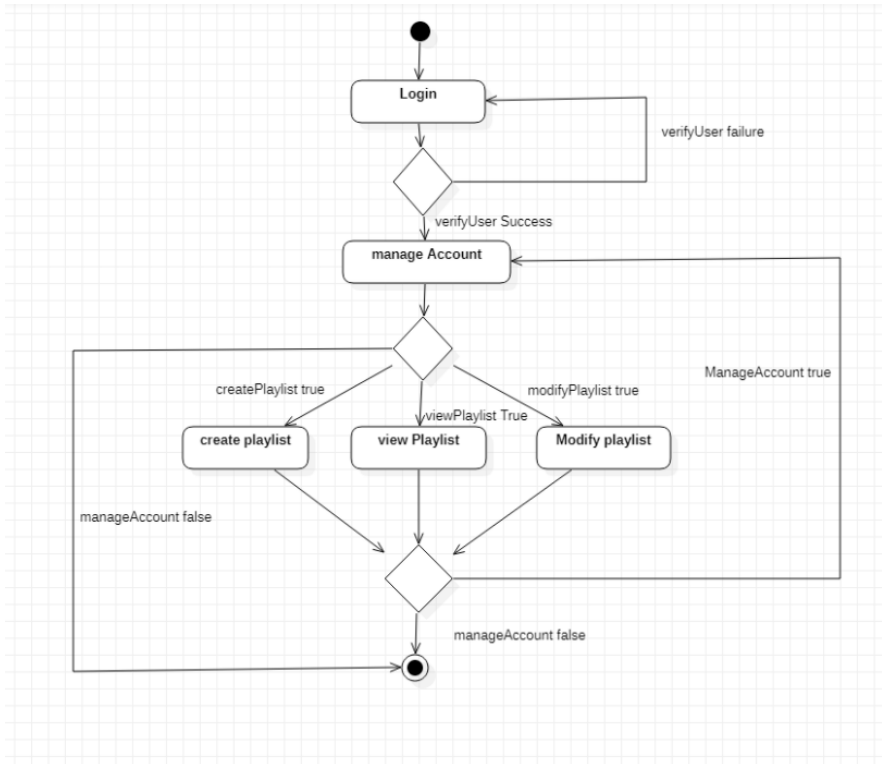 Login
verifyUser failure
verifyUser Success
manage Account
ManageAccount true
createPlaylist true
modifyPlaylist true
viewPlaylist True
create playlist
view Playlist
Modify playlist
manageAccount false
manageAccount false